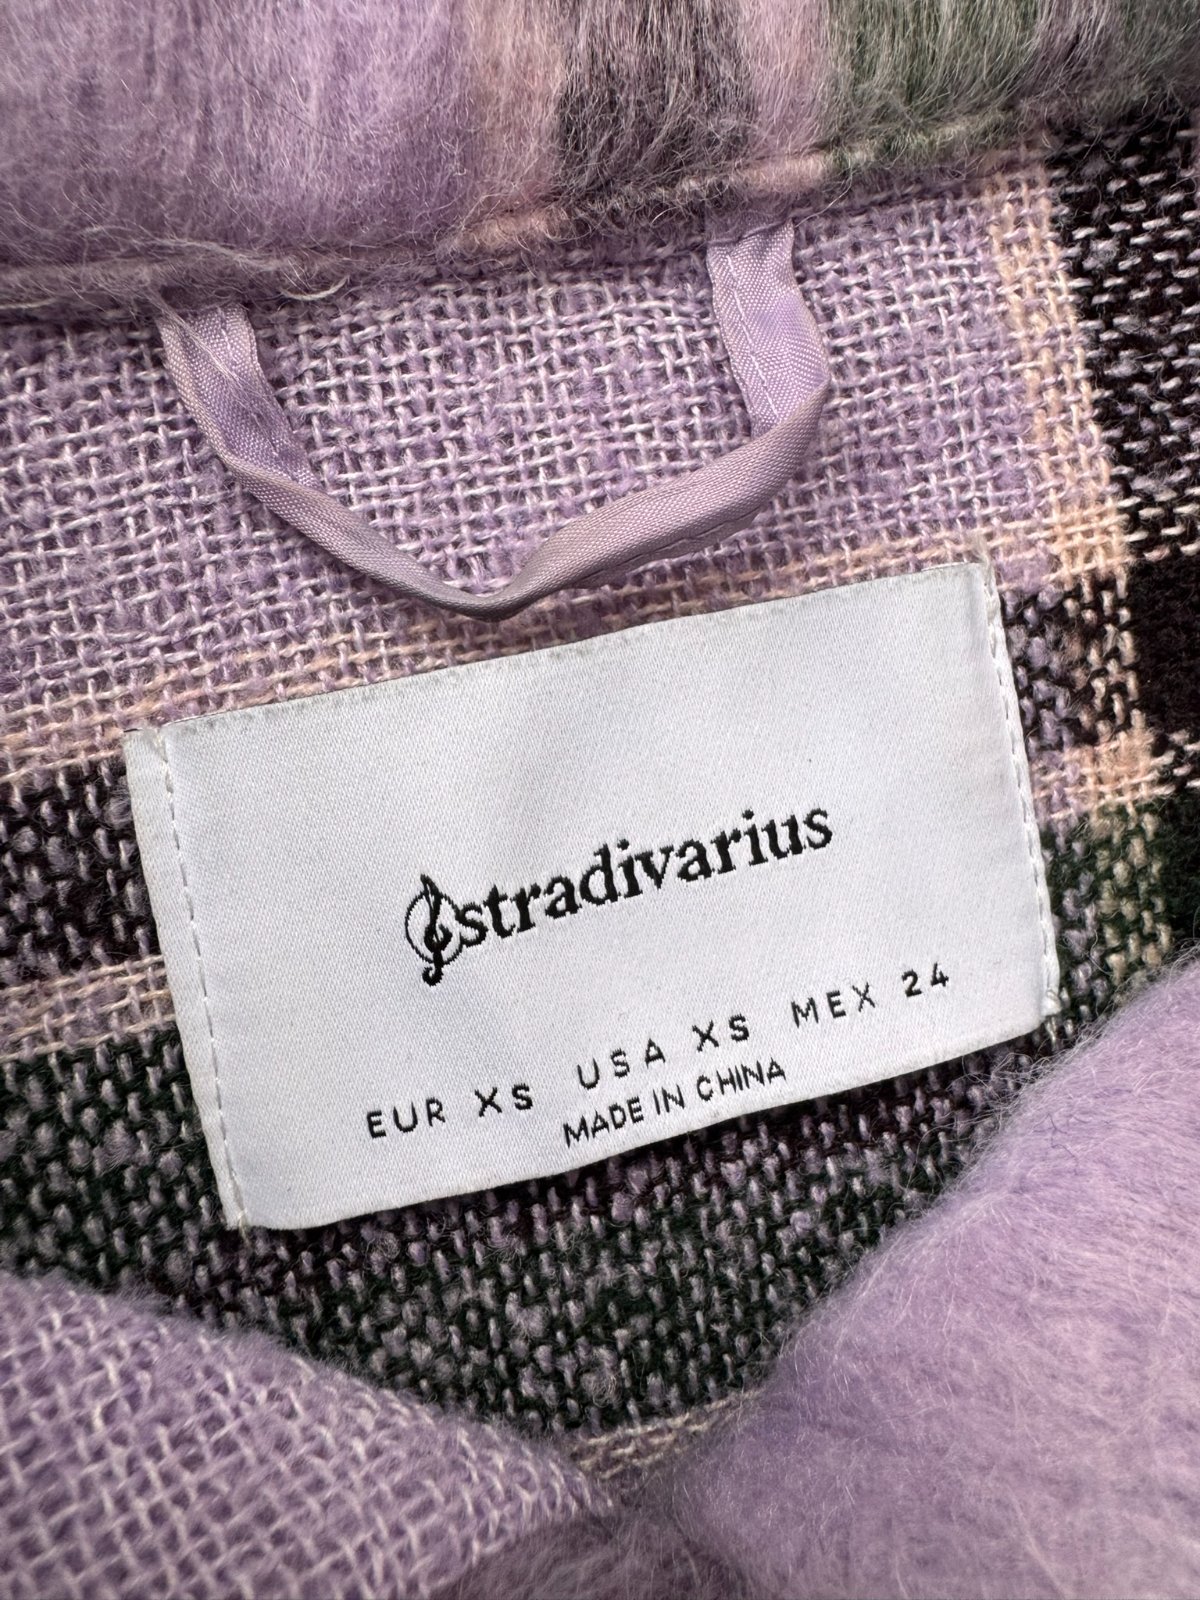 stradivarius
EUR XS USA XS MEX 24
MADE IN CHINA